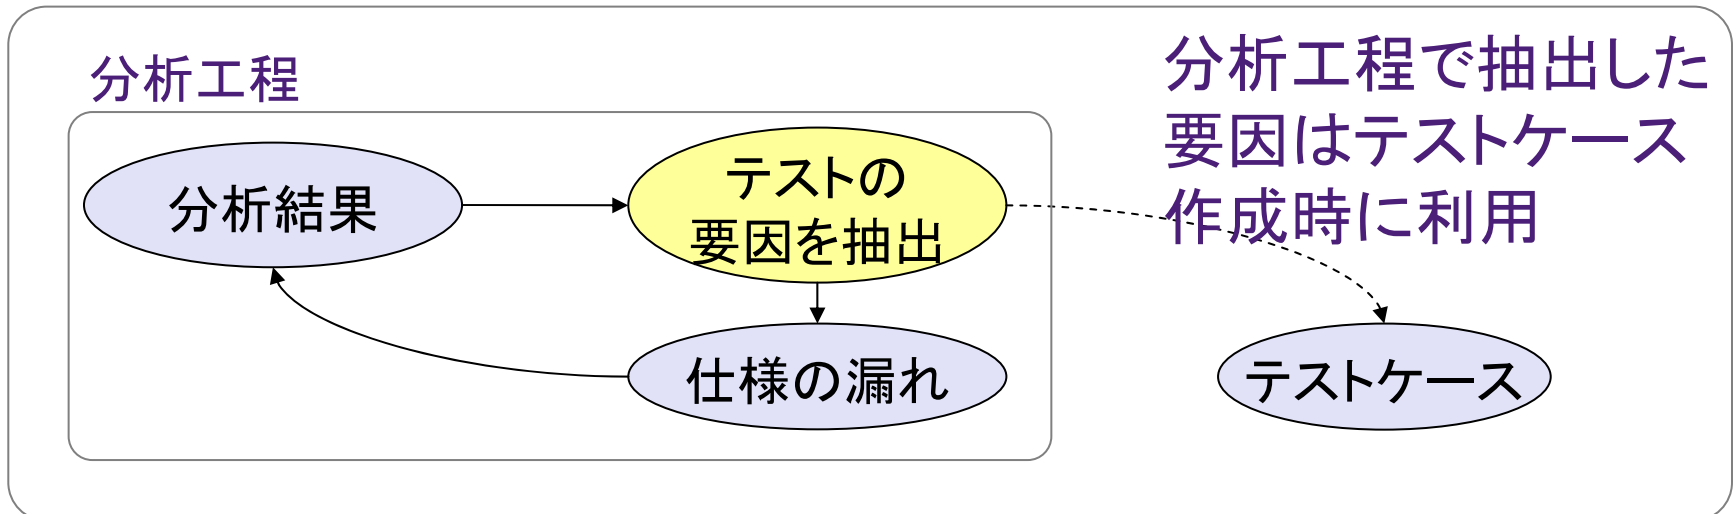 分析工程
分析工程で抽出した
要因はテストケース
作成時に利用
分析結果
テストの
要因を抽出
仕様の漏れ
テストケース